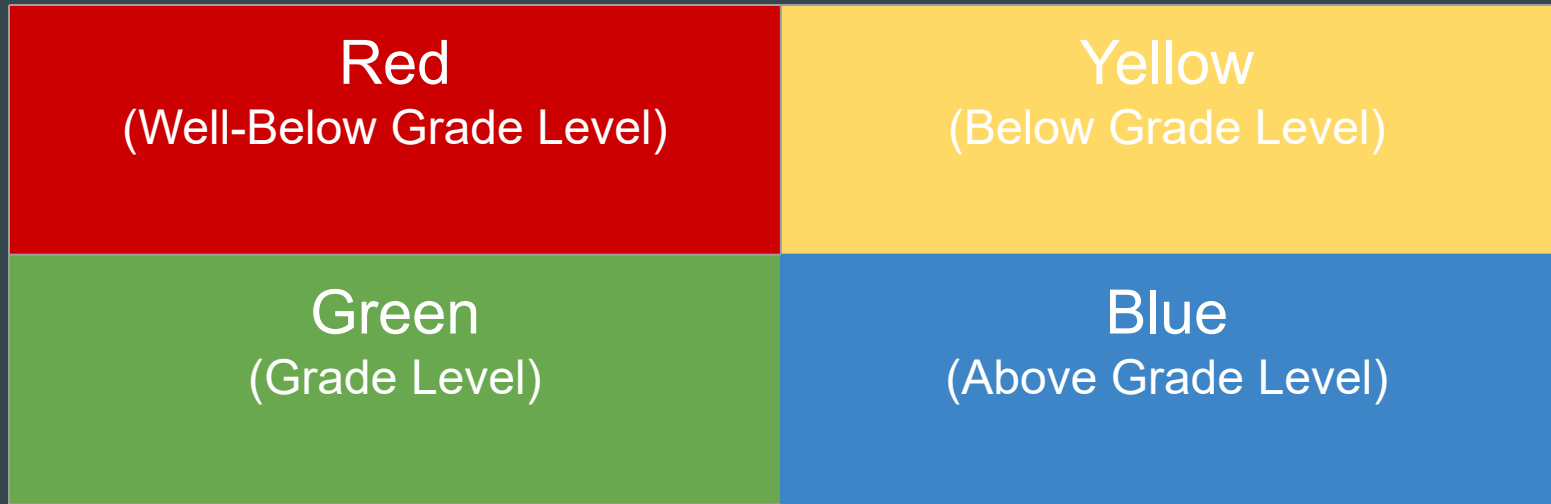 Red
(Well-Below Grade Level)
Yellow
(Below Grade Level)
Green
(Grade Level)
Blue
(Above Grade Level)